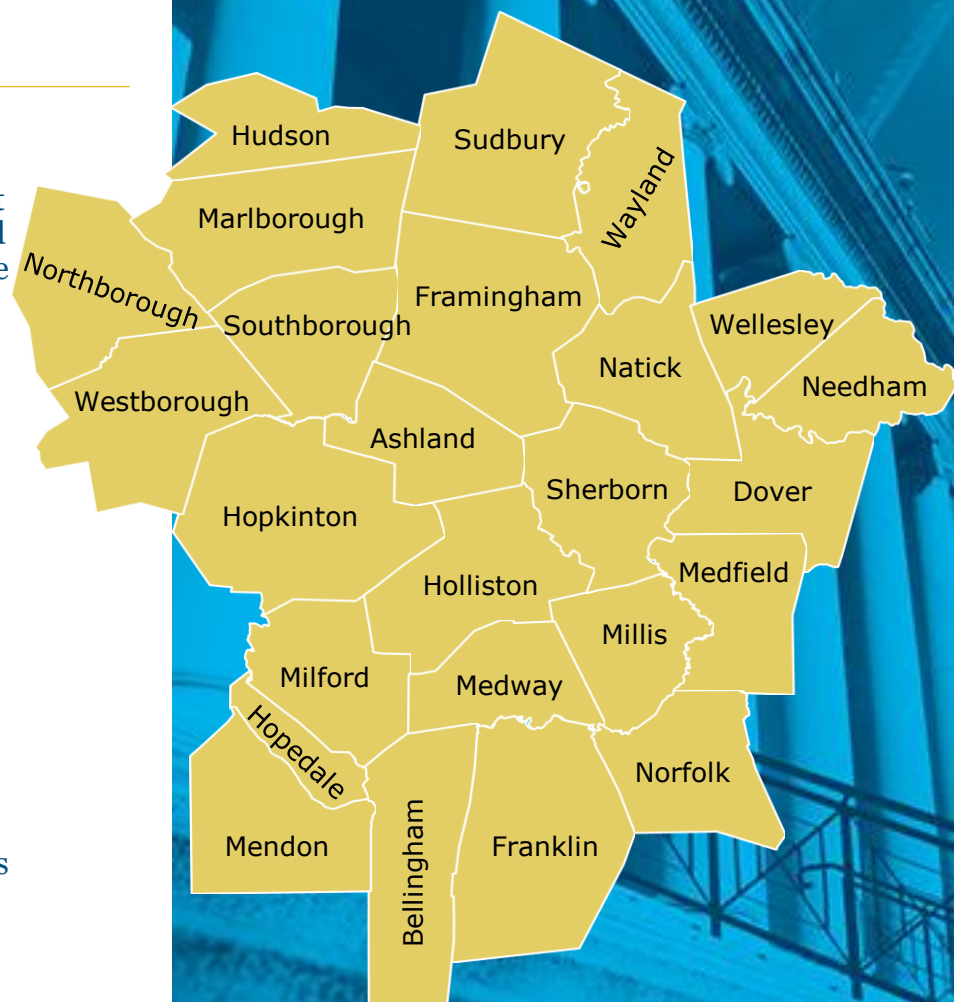 Hudson
Sudbury
Wayland
Marlborough
Northborough
Southborough
Framingham
Wellesley
Natick
Needham
Westborough
Ashland
Sherborn
Dover
Hopkinton
Holliston
Medfield
Millis
Milford
Medway
Hopedale
Norfolk
Mendon
Bellingham
Franklin